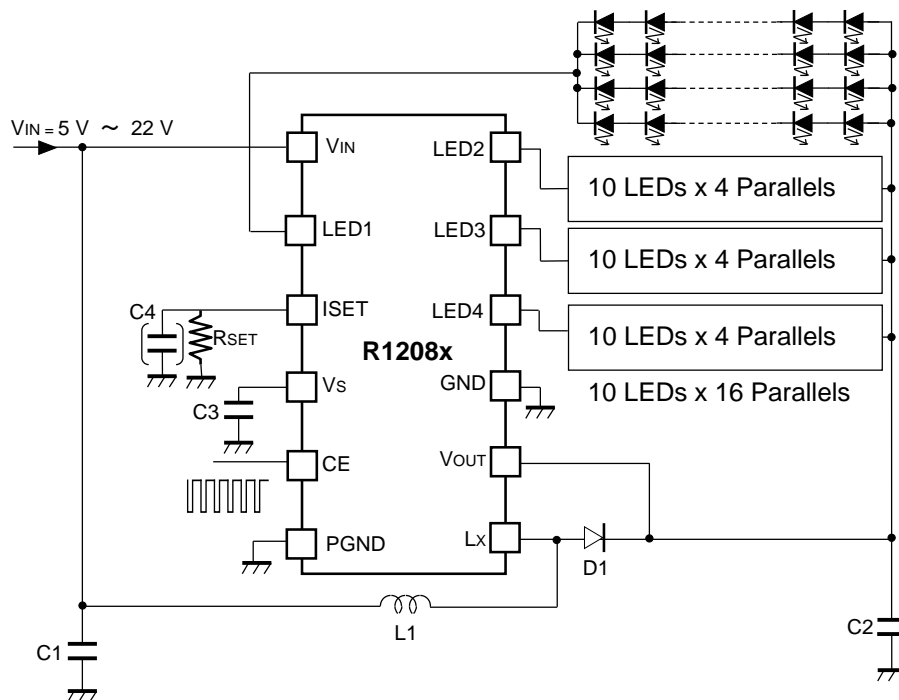 VIN = 5 V ～ 22 V
VIN
LED1
ISET
VS
CE
PGND
LED2
LED3
LED4
GND
VOUT
LX
R1208x
10 LEDs x 4 Parallels
10 LEDs x 4 Parallels
10 LEDs x 4 Parallels
10 LEDs x 16 Parallels
C4
RSET
C3
D1
L1
C1
C2